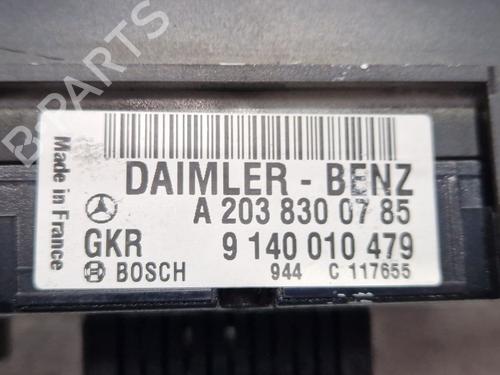 DAIMLER - BENZ
A 203 830 07 85
GKR 9 140 010 479
BOSCH 944 C 117655
Made in France
B-PARTS